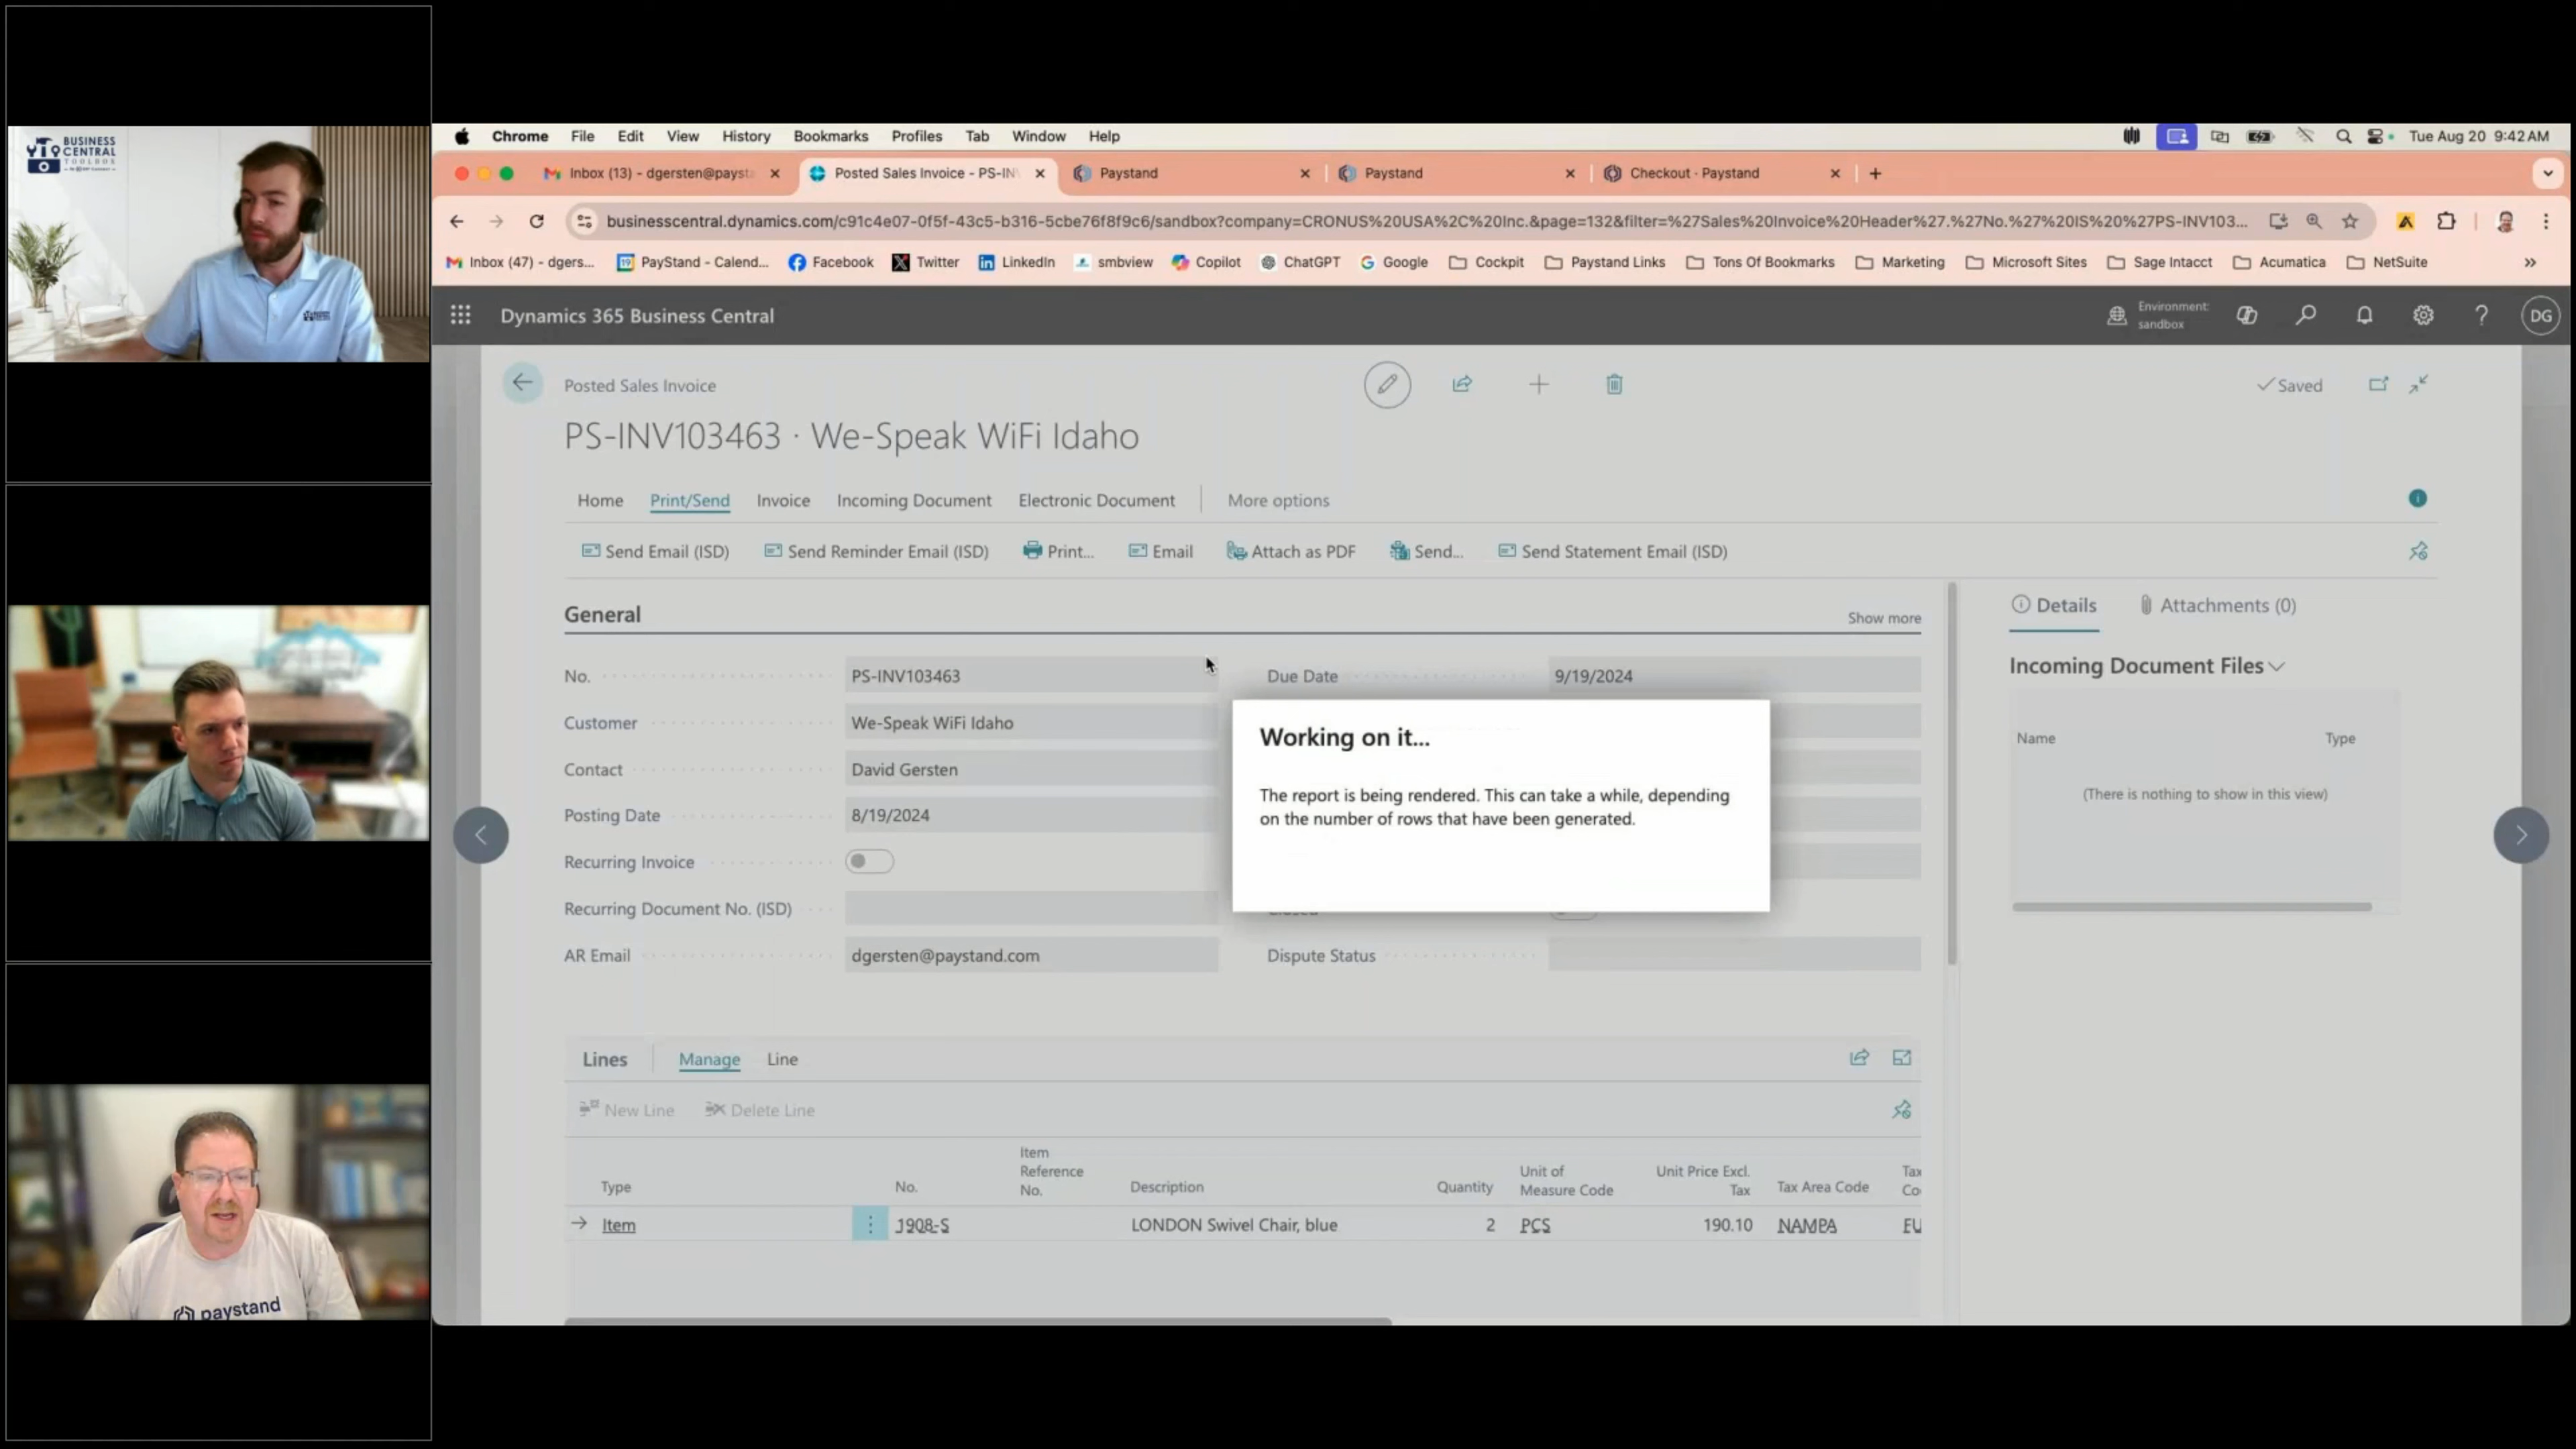 BUSINESS
CENTRAL
TOOLBOX
paystand
Chrome File Edit View History Bookmarks Profiles Tab Window Help
Tue Aug 20 9:42 AM
Inbox (13) - dgersten@paysta
Posted Sales Invoice - PS-IN
Paystand
Paystand
Checkout · Paystand
businesscentral.dynamics.com/c91c4e07-0f5f-43c5-b316-5cbe76f8f9c6/sandbox?company=CRONUS%20USA%2C%20Inc.&page=132&filter=%27Sales%20Invoice%20Header%27.%27No.%27%20IS%20%27PS-INV103...
Inbox (47) - dgers... PayStand - Calend... Facebook Twitter LinkedIn smbview Copilot ChatGPT Google Cockpit Paystand Links Tons Of Bookmarks Marketing Microsoft Sites Sage Intacct Acumatica NetSuite »
Dynamics 365 Business Central
Environment:
sandbox
DG
Posted Sales Invoice
Saved
PS-INV103463 · We-Speak WiFi Idaho
Home Print/Send Invoice Incoming Document Electronic Document More options
Send Email (ISD) Send Reminder Email (ISD) Print... Email Attach as PDF Send... Send Statement Email (ISD)
General
Show more
No. PS-INV103463
Due Date 9/19/2024
Customer We-Speak WiFi Idaho
Contact David Gersten
Posting Date 8/19/2024
Recurring Invoice
Recurring Document No. (ISD)
Closed
AR Email dgersten@paystand.com
Dispute Status
Working on it...
The report is being rendered. This can take a while, depending
on the number of rows that have been generated.
Details Attachments (0)
Incoming Document Files
Name Type
(There is nothing to show in this view)
Lines Manage Line
New Line Delete Line
Type
No.
Item
Reference
No.
Description
Quantity
Unit of
Measure Code
Unit Price Excl.
Tax
Tax Area Code
Tax
Co
Item 1908-S LONDON Swivel Chair, blue 2 PCS 190.10 NAMPA FU